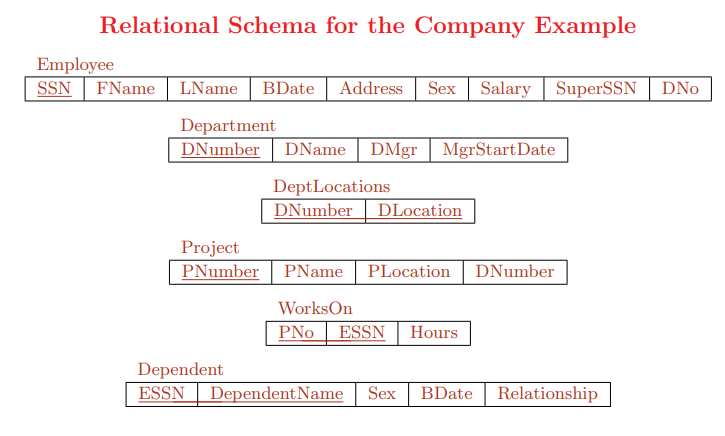 Relational Schema for the Company Example
Employee
SSN FName LName BDate Address Sex Salary SuperSSN DNo
Department
DNumber DName DMgr MgrStartDate
DeptLocations
DNumber DLocation
Project
PNumber PName PLocation DNumber
WorksOn
PNo ESSN Hours
Dependent
ESSN DependentName Sex BDate Relationship